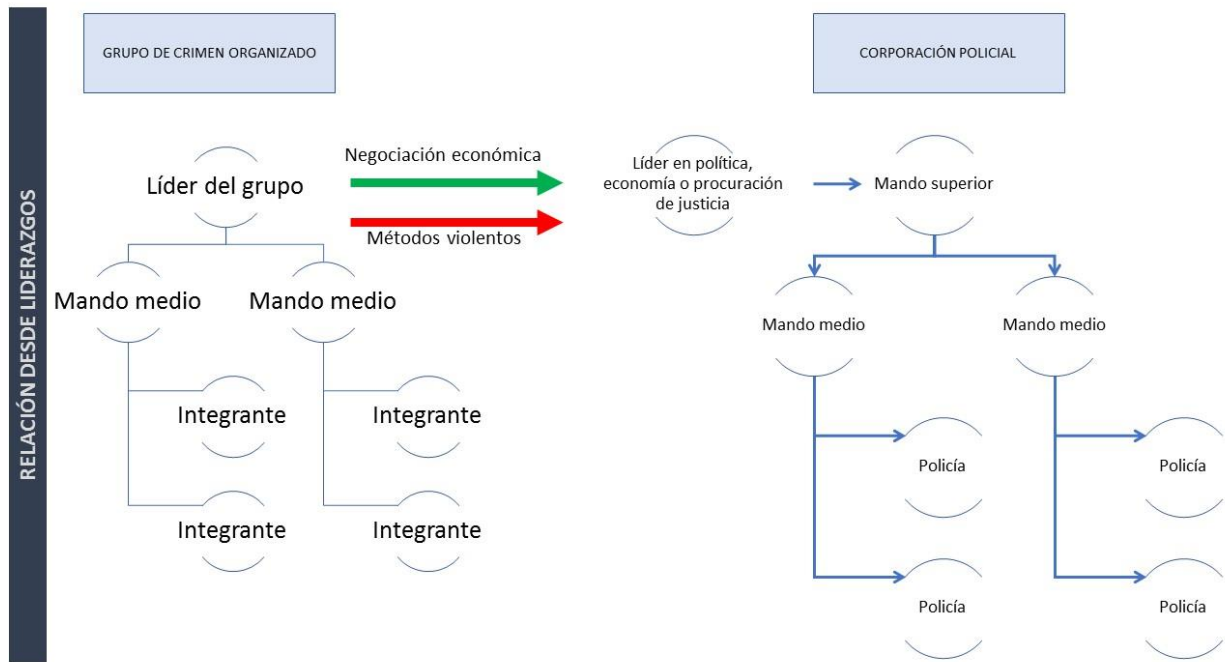 RELACIÓN DESDE LIDERAZGOS
GRUPO DE CRIMEN ORGANIZADO
CORPORACIÓN POLICIAL
Líder del grupo
Negociación económica
Métodos violentos
Líder en política,
economía o procuración
de justicia
Mando superior
Mando medio
Mando medio
Mando medio
Mando medio
Integrante
Integrante
Integrante
Integrante
Policía
Policía
Policía
Policía